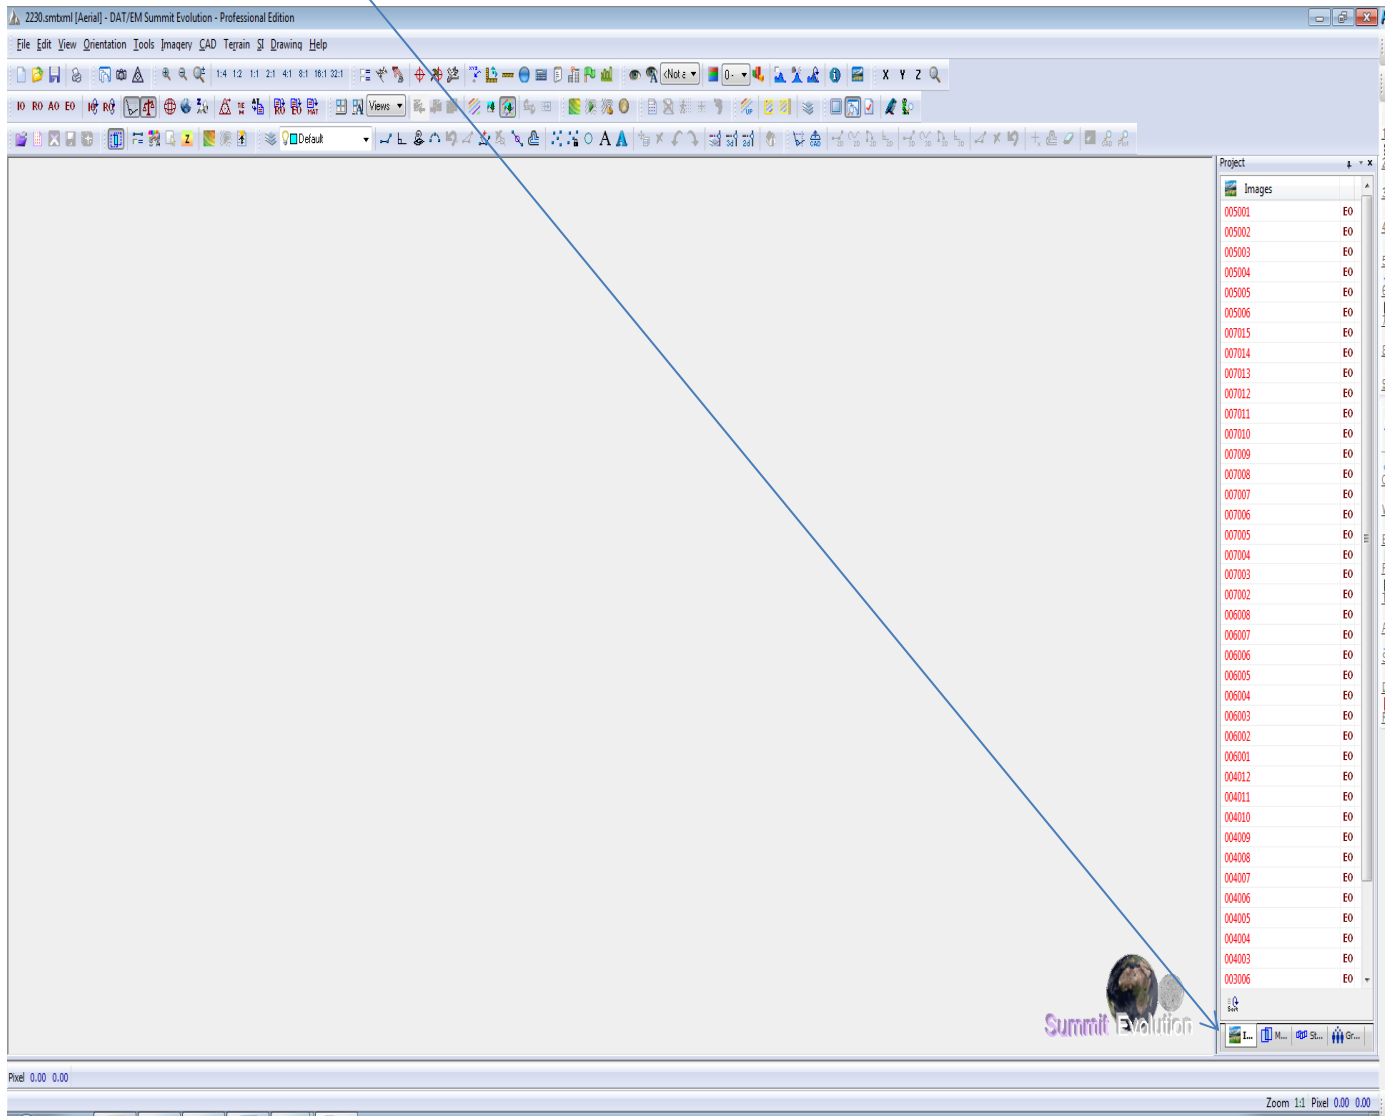 2230.smtxml [Aerial] - DAT/EM Summit Evolution - Professional Edition
File Edit View Orientation Tools Imagery CAD Terrain SI Drawing Help
1:4 1:2 1:1 2:1 4:1 8:1 16:1 32:1
X Y Z
IO RO AO EO
Views
Default
Project
Images
005001 EO
005002 EO
005003 EO
005004 EO
005005 EO
005006 EO
007015 EO
007014 EO
007013 EO
007012 EO
007011 EO
007010 EO
007009 EO
007008 EO
007007 EO
007006 EO
007005 EO
007004 EO
007003 EO
007002 EO
006008 EO
006007 EO
006006 EO
006005 EO
006004 EO
006003 EO
006002 EO
006001 EO
004012 EO
004011 EO
004010 EO
004009 EO
004008 EO
004007 EO
004006 EO
004005 EO
004004 EO
004003 EO
003006 EO
Sort
Summit Evolution
I... M... St... Gr...
Pixel 0.00 0.00
Zoom 1:1 Pixel 0.00 0.00